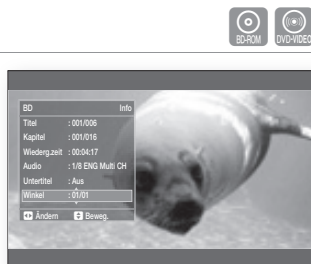 BD-ROM DVD-VIDEO
BD Info
Titel : 001/006
Kapitel : 001/016
Wiederg.zeit : 00:04:17
Audio : 1/8 ENG Multi CH
Untertitel : Aus
Winkel : 01/01
Ändern Beweg.